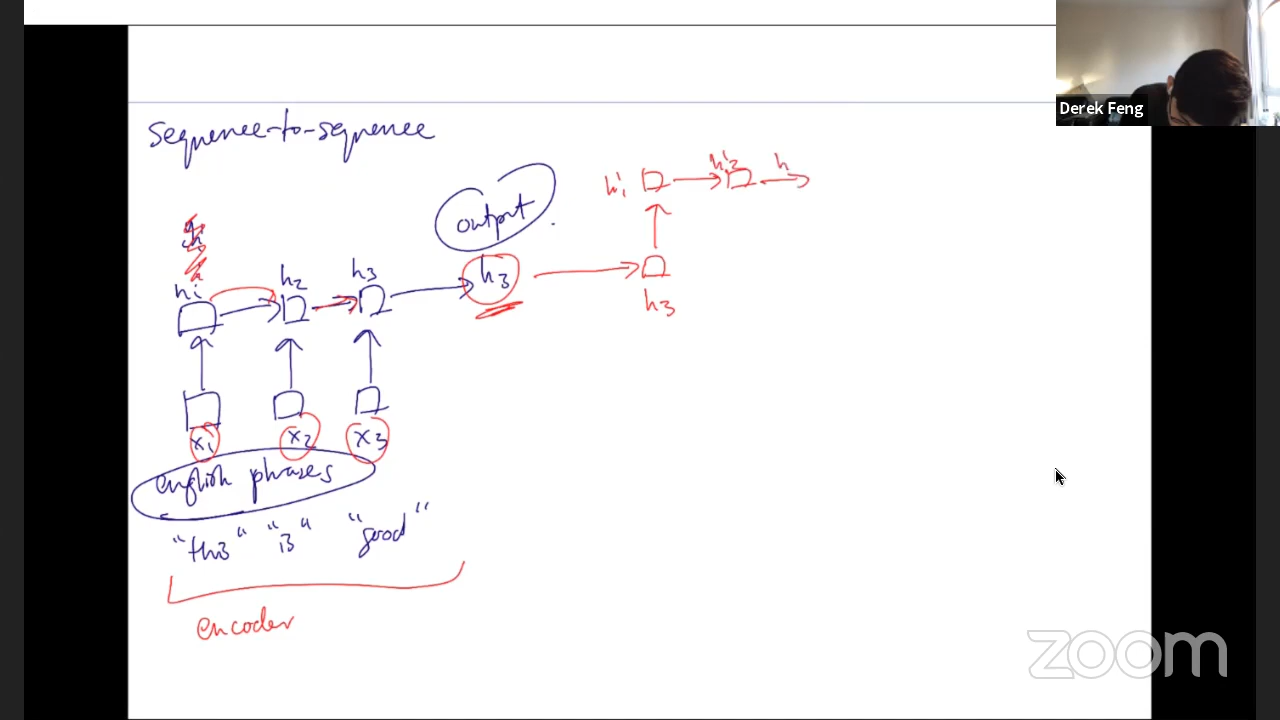 Derek Feng
sequence-to-sequence
output
h'1 h'2 h
h1 h2 h3 h3
h3
x1 x2 x3
english phrases
"this" "is" "good"
encoder
zoom